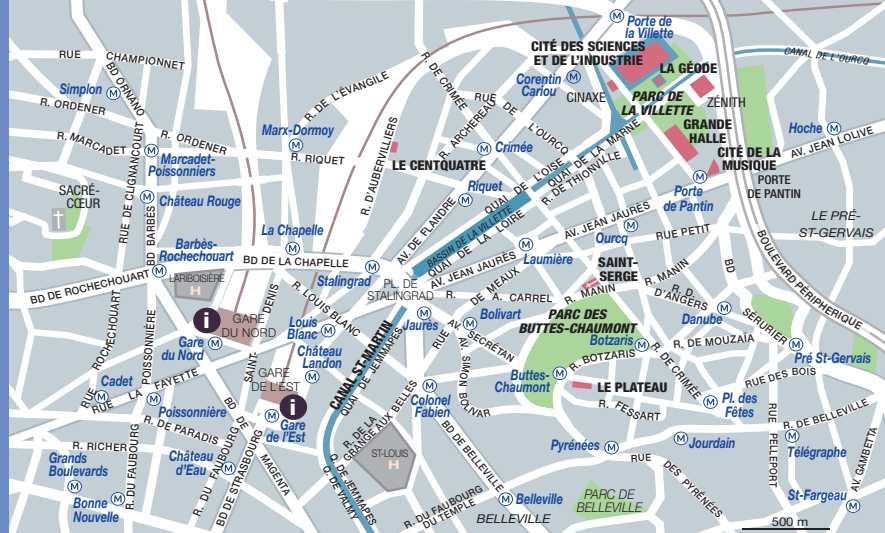 Porte de
la Villette
CITÉ DES SCIENCES
ET DE L'INDUSTRIE
LA GÉODE
CANAL DE L'OURCQ
RUE CHAMPIONNET
BD ORNANO
Simplon
R. ORDENER
R. DE L'ÉVANGILE
R. DE CRIMÉE
Corentin
Cariou
CINAXE
PARC DE
LA VILLETTE
ZÉNITH
RUE DE L'OURCQ
R. ARCHEREAU
GRANDE
HALLE
Hoche
AV. JEAN LOLIVE
R. MARCADET
R. ORDENER
Marx-Dormoy
R. RIQUET
Marcadet-
Poissonniers
R. D'AUBERVILLIERS
LE CENTQUATRE
Crimée
QUAI DE L'OISE
QUAI DE LA MARNE
R. DE THIONVILLE
CITÉ DE LA
MUSIQUE
Porte
de Pantin
PORTE
DE PANTIN
SACRÉ-
CŒUR
RUE DE CLIGNANCOURT
BD BARBÈS
Château Rouge
Riquet
AV. DE FLANDRE
BASSIN DE LA VILLETTE
QUAI DE LA LOIRE
AV. JEAN JAURÈS
Ourcq
RUE PETIT
LE PRÉ-
ST-GERVAIS
La Chapelle
Barbès-
Rochechouart
BD DE LA CHAPELLE
BD DE ROCHECHOUART
LARIBOISIÈRE
H
Stalingrad
PL. DE
STALINGRAD
AV. JEAN JAURÈS
Laumière
SAINT-
SERGE
R. MANIN
R. MANIN
R. D.
D'ANGERS
BD
SÉRURIER
BOULEVARD PÉRIPHERIQUE
R. A. CARREL
R. LOUIS BLANC
RUE DE MEAUX
PARC DES
BUTTES-CHAUMONT
Danube
i
GARE
DU NORD
Gare
du Nord
SAINT-
DENIS
Louis
Blanc
Jaurès
Bolivart
AV. SECRÉTAN
Botzaris
R. BOTZARIS
R. DE MOUZAÏA
Pré St-Gervais
RUE ROCHECHOUART
POISSONNIÈRE
Château
Landon
CANAL ST-MARTIN
QUAI DE JEMMAPES
AV. SIMON BOLIVAR
Buttes-
Chaumont
LE PLATEAU
R. DE CRIMÉE
RUE DES BOIS
Cadet
RUE LA FAYETTE
GARE
DE L'EST
i
Gare
de l'Est
Colonel
Fabien
R. FESSART
Pl. des
Fêtes
R. DE BELLEVILLE
Poissonnière
R. DE PARADIS
R. RICHER
R. DU FAUBOURG
R. DU FAUBOURG
BD DE STRASBOURG
BD DE
MAGENTA
Château
d'Eau
Grands
Boulevards
Bonne
Nouvelle
R. DE LA
GRANGE AUX BELLES
ST-LOUIS
H
Q. DE JEMMAPES
Q. DE VALMY
BD DE BELLEVILLE
R. DU FAUBOURG
DU TEMPLE
Belleville
BELLEVILLE
Pyrénées
Jourdain
RUE DES PYRÉNÉES
PARC DE
BELLEVILLE
RUE PELLEPORT
Télégraphe
St-Fargeau
AV. GAMBETTA
500 m